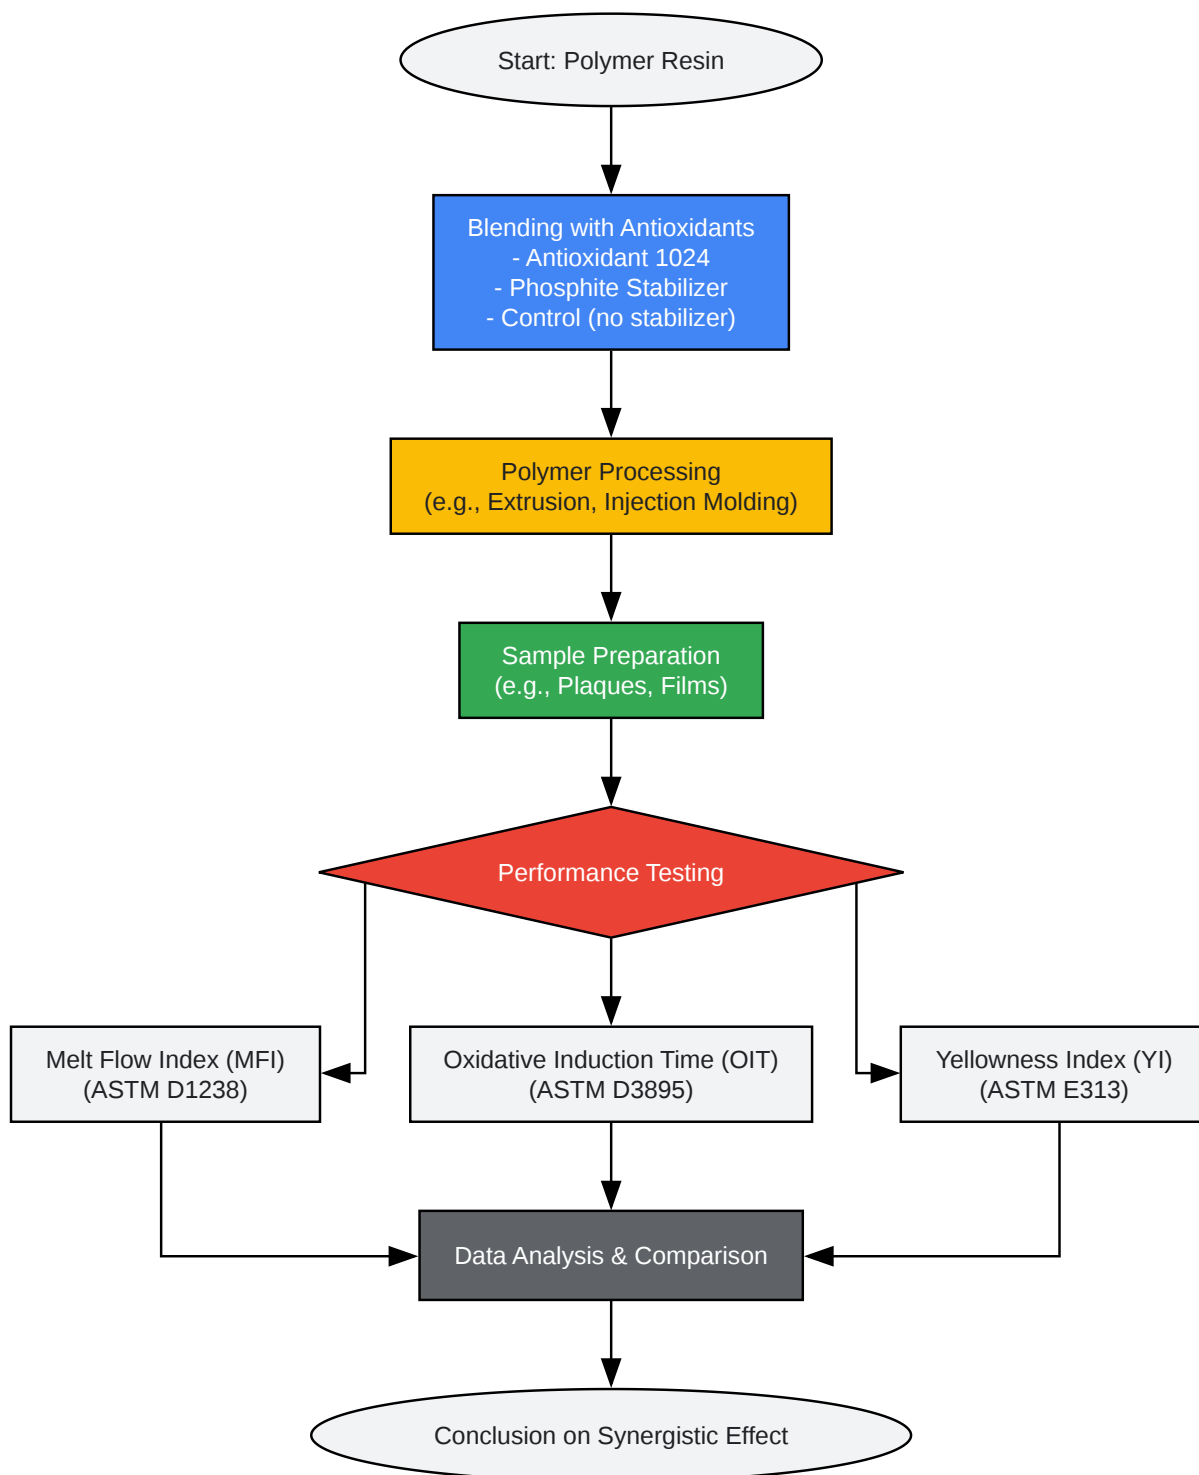 Start: Polymer Resin
Blending with Antioxidants
- Antioxidant 1024
- Phosphite Stabilizer
- Control (no stabilizer)
Polymer Processing
(e.g., Extrusion, Injection Molding)
Sample Preparation
(e.g., Plaques, Films)
Performance Testing
Melt Flow Index (MFI)
(ASTM D1238)
Oxidative Induction Time (OIT)
(ASTM D3895)
Yellowness Index (YI)
(ASTM E313)
Data Analysis & Comparison
Conclusion on Synergistic Effect